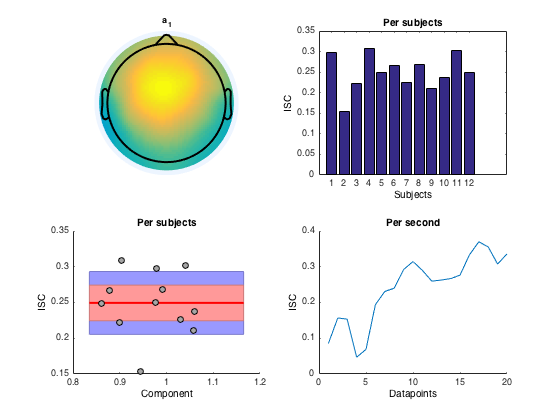 a1
Per subjects
0.35
0.3
0.25
0.2
0.15
0.1
0.05
0
ISC
1 2 3 4 5 6 7 8 9 10 11 12
Subjects
Per subjects
0.35
0.3
0.25
0.2
0.15
ISC
0.8 0.9 1 1.1 1.2
Component
Per second
0.4
0.3
0.2
0.1
0
ISC
0 5 10 15 20
Datapoints